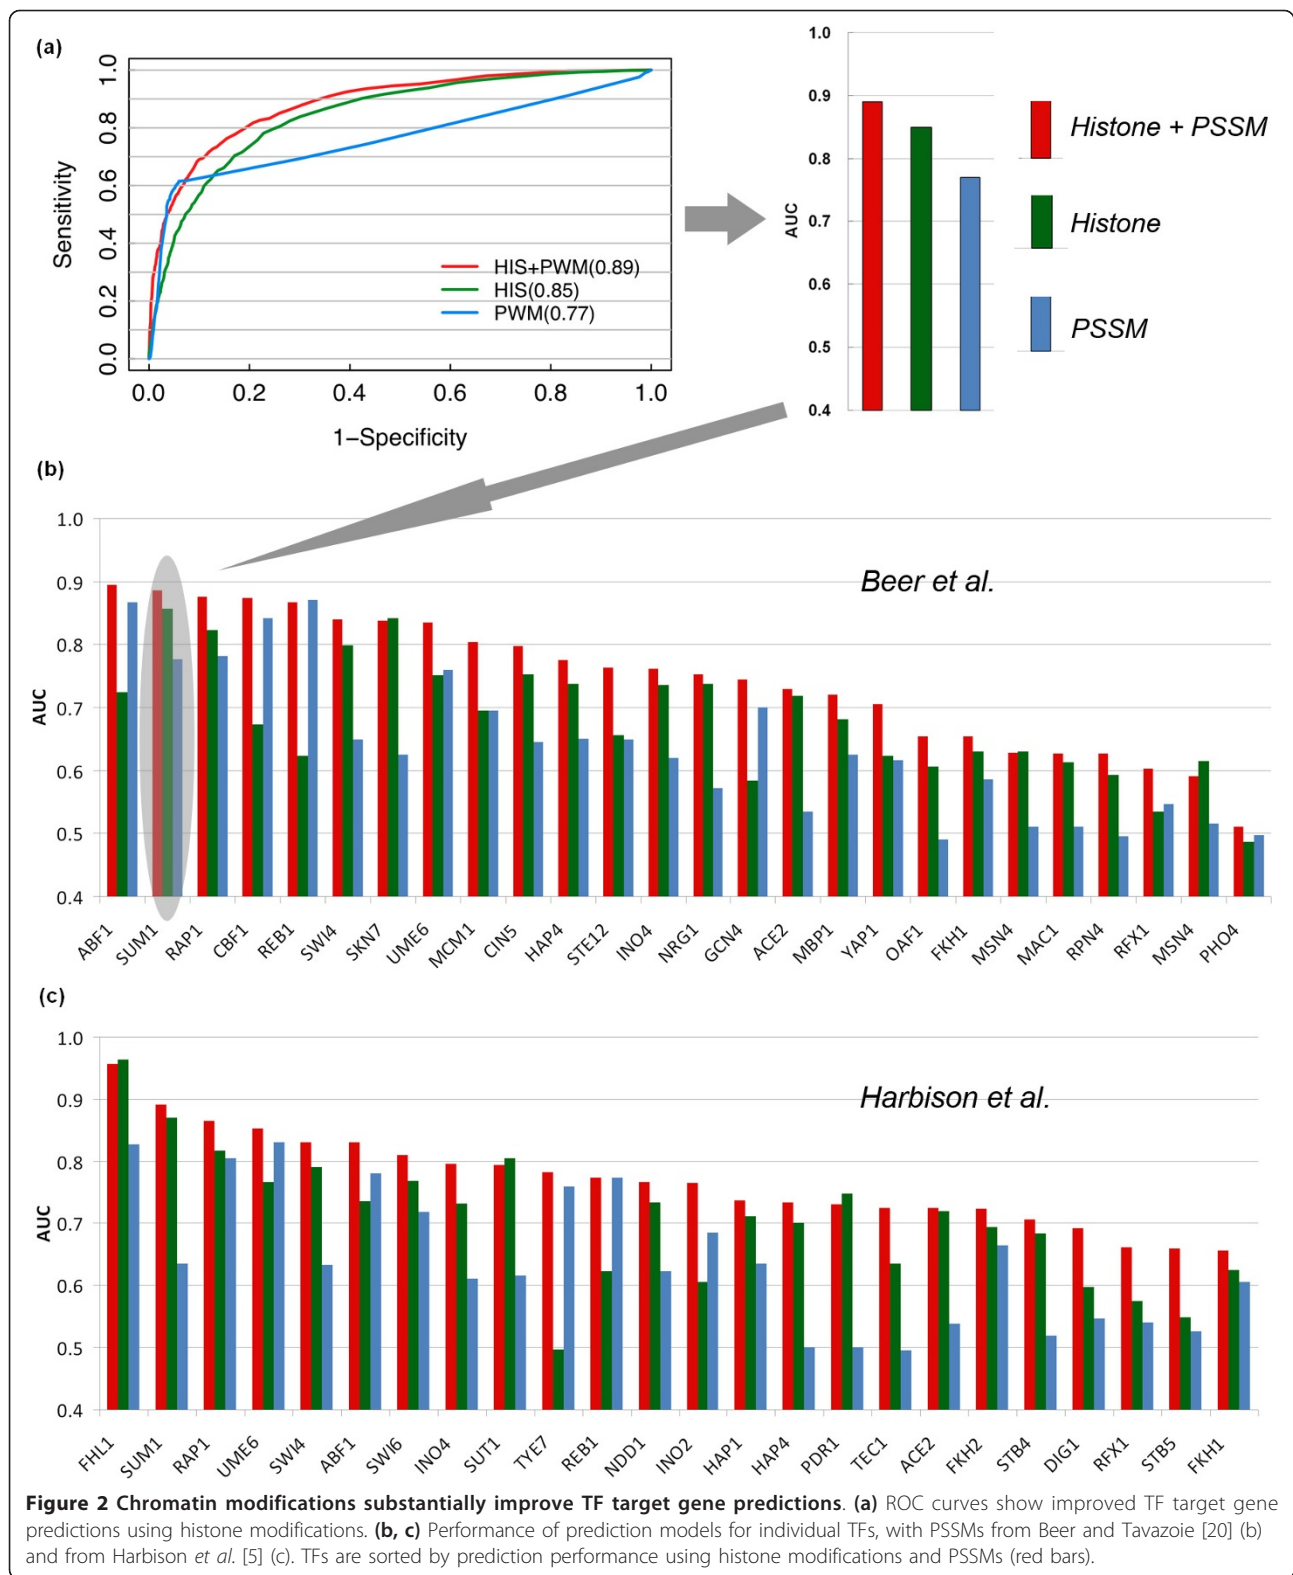 (a)
1.0
0.8
0.6
0.4
0.2
0.0
Sensitivity
HIS+PWM(0.89)
HIS(0.85)
PWM(0.77)
0.0 0.2 0.4 0.6 0.8 1.0
1–Specificity
1.0
0.9
0.8
0.7
0.8
0.6
0.5
0.4
AUC
Histone + PSSM
Histone
PSSM
(b)
1.0
0.9
0.8
0.7
0.6
0.5
0.4
AUC
Beer et al.
ABF1 SUM1 RAP1 CBF1 REB1 SWI4 SKN7 UME6 MCM1 CIN5 HAP4 STE12 INO4 NRG1 GCN4 ACE2 MBP1 YAP1 OAF1 FKH1 MSN4 MAC1 RPN4 RFX1 MSN4 PHO4
(c)
1.0
0.9
0.8
0.7
0.6
0.5
0.4
AUC
Harbison et al.
FHL1 SUM1 RAP1 UME6 SWI4 ABF1 SWI6 INO4 SUT1 TYE7 REB1 NDD1 INO2 HAP1 HAP4 PDR1 TEC1 ACE2 FKH2 STB4 DIG1 RFX1 STB5 FKH1
Figure 2 Chromatin modifications substantially improve TF target gene predictions. (a) ROC curves show improved TF target gene
predictions using histone modifications. (b, c) Performance of prediction models for individual TFs, with PSSMs from Beer and Tavazoie [20] (b)
and from Harbison et al. [5] (c). TFs are sorted by prediction performance using histone modifications and PSSMs (red bars).